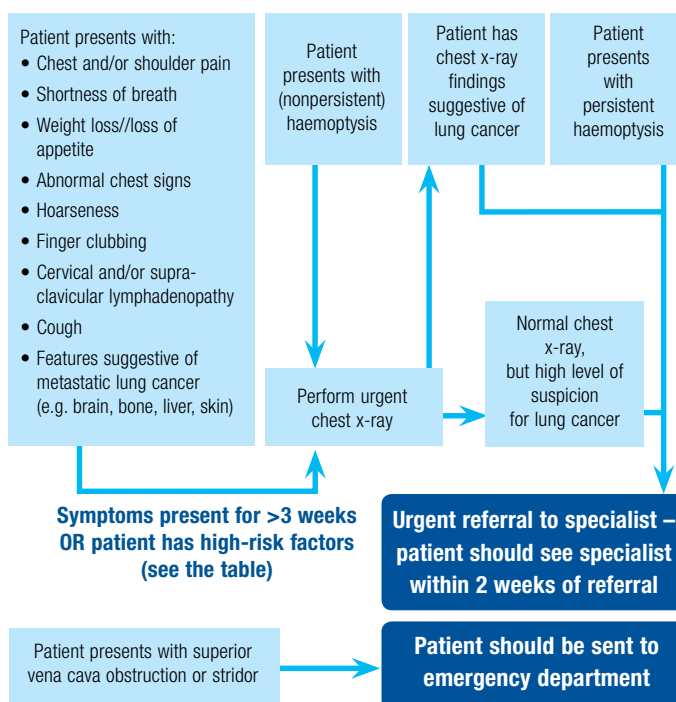 Patient presents with:
• Chest and/or shoulder pain
• Shortness of breath
• Weight loss//loss of
appetite
• Abnormal chest signs
• Hoarseness
• Finger clubbing
• Cervical and/or supra-
clavicular lymphadenopathy
• Cough
• Features suggestive of
metastatic lung cancer
(e.g. brain, bone, liver, skin)
Patient
presents with
(nonpersistent)
haemoptysis
Patient has
chest x-ray
findings
suggestive of
lung cancer
Patient
presents
with
persistent
haemoptysis
Perform urgent
chest x-ray
Normal chest
x-ray,
but high level of
suspicion
for lung cancer
Symptoms present for >3 weeks
OR patient has high-risk factors
(see the table)
Urgent referral to specialist –
patient should see specialist
within 2 weeks of referral
Patient presents with superior
vena cava obstruction or stridor
Patient should be sent to
emergency department